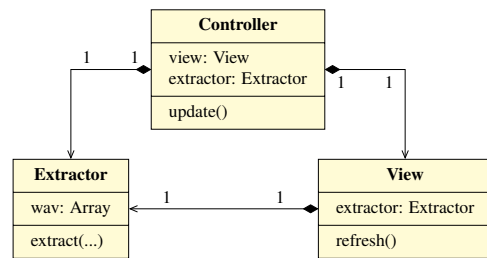 Controller
view: View
extractor: Extractor
update()
1 1
1 1
Extractor
wav: Array
extract(...)
1 1
View
extractor: Extractor
refresh()